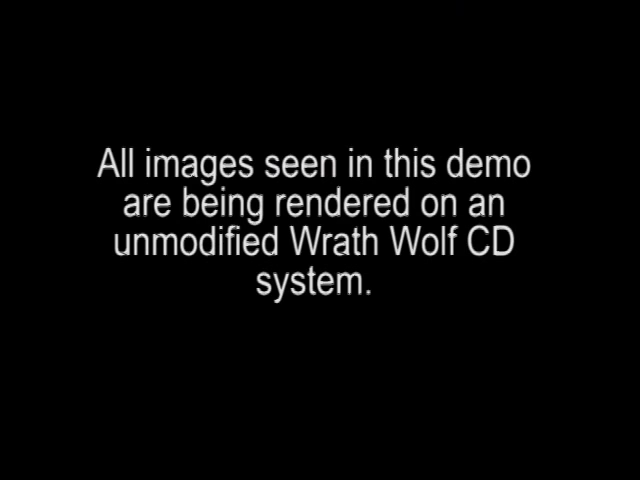 All images seen in this demo
are being rendered on an
unmodified Wrath Wolf CD
system.